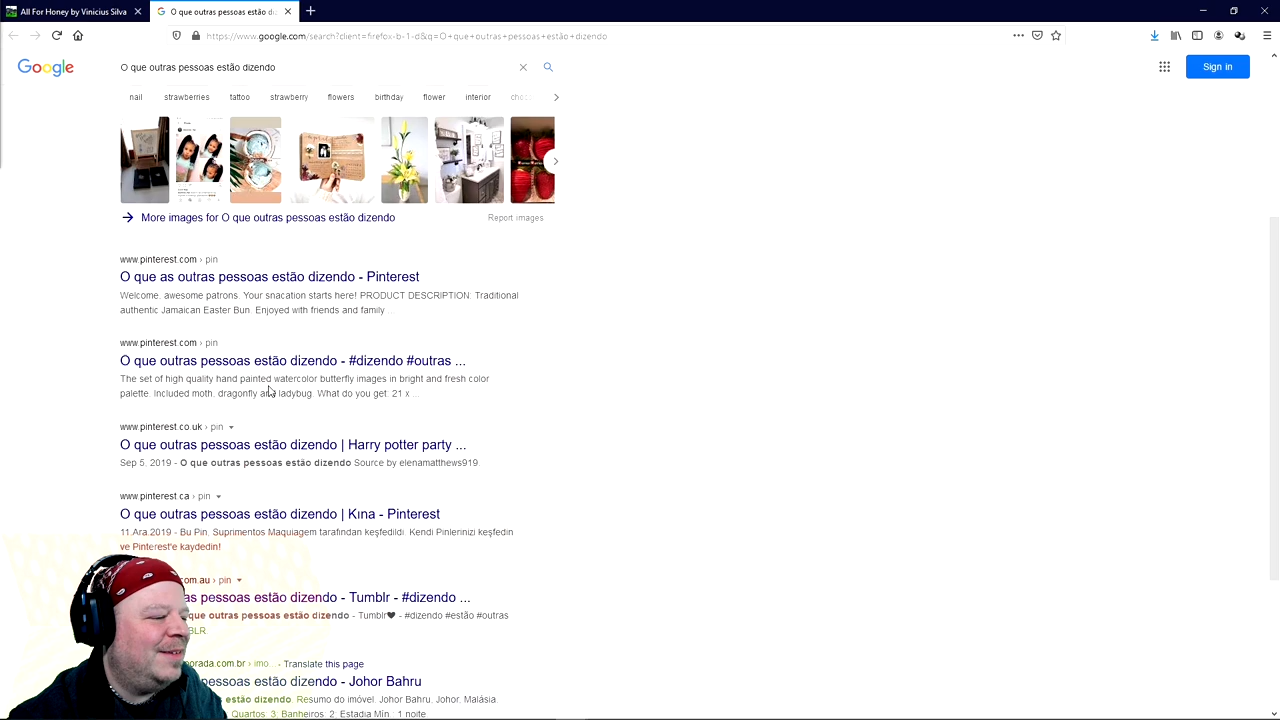 All For Honey by Vinicius Silva
O que outras pessoas estão di
https://www.google.com/search?client=firefox-b-1-d&q=O+que+outras+pessoas+estão+dizendo
Google
O que outras pessoas estão dizendo
Sign in
nail strawberries tattoo strawberry flowers birthday flower interior
More images for O que outras pessoas estão dizendo
Report images
www.pinterest.com › pin
O que as outras pessoas estão dizendo - Pinterest
Welcome, awesome patrons. Your snacation starts here! PRODUCT DESCRIPTION: Traditional
authentic Jamaican Easter Bun. Enjoyed with friends and family ...
www.pinterest.com › pin
O que outras pessoas estão dizendo - #dizendo #outras ...
The set of high quality hand painted watercolor butterfly images in bright and fresh color
palette. Included moth, dragonfly and ladybug. What do you get: 21 x ...
www.pinterest.co.uk › pin
O que outras pessoas estão dizendo | Harry potter party ...
Sep 5, 2019 - O que outras pessoas estão dizendo Source by elenamatthews919.
www.pinterest.ca › pin
O que outras pessoas estão dizendo | Kına - Pinterest
11.Ara.2019 - Bu Pin, Suprimentos Maquiagem tarafından keşfedildi. Kendi Pinlerinizi keşfedin
ve Pinterest'e kaydedin!
com.au › pin
as pessoas estão dizendo - Tumblr - #dizendo ...
que outras pessoas estão dizendo - Tumblr❤ - #dizendo #estão #outras
BLR.
porada.com.br › imo... - Translate this page
pessoas estão dizendo - Johor Bahru
estão dizendo. Resumo do imóvel. Johor Bahru, Johor, Malásia.
Quartos: 3; Banheiros: 2; Estadia Mín.: 1 noite